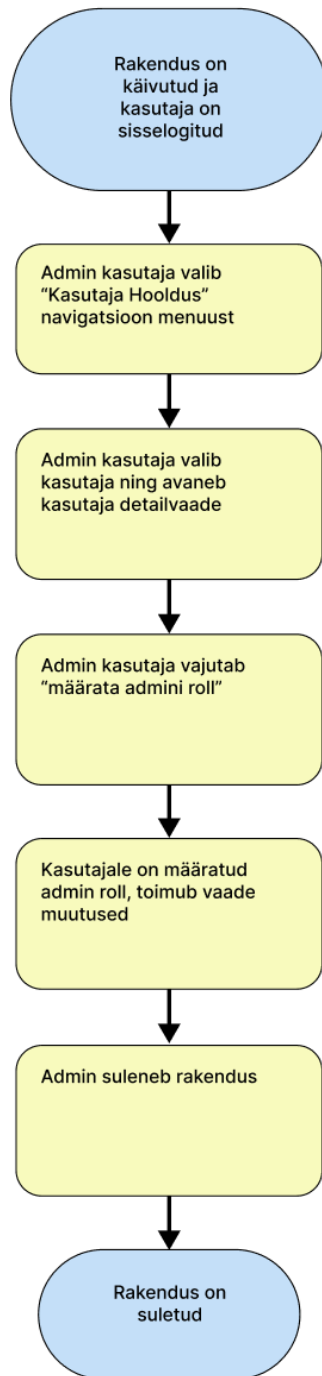 Rakendus on
käivutud ja
kasutaja on
sisselogitud
Admin kasutaja valib
“Kasutaja Hooldus”
navigatsioon menuust
Admin kasutaja valib
kasutaja ning avaneb
kasutaja detailvaade
Admin kasutaja vajutab
“määrata admini roll”
Kasutajale on määratud
admin roll, toimub vaade
muutused
Admin suleneb rakendus
Rakendus on
suletud